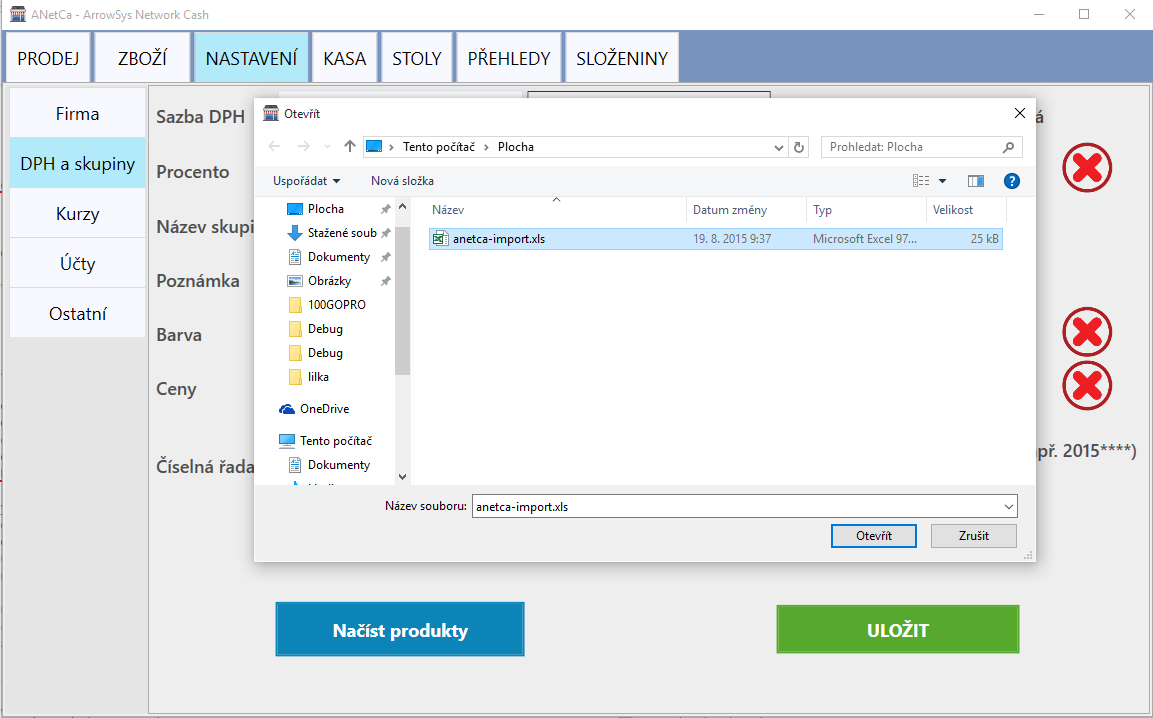 ANetCa - ArrowSys Network Cash
PRODEJ
ZBOŽÍ
NASTAVENÍ
KASA
STOLY
PŘEHLEDY
SLOŽENINY
Firma
DPH a skupiny
Kurzy
Účty
Ostatní
Sazba DPH
Procento
Název skupi
Poznámka
Barva
Ceny
Číselná řada
á
př. 2015****)
Otevřít
Tento počítač > Plocha
Prohledat: Plocha
Uspořádat
Nová složka
?
Plocha
Stažené soub
Dokumenty
Obrázky
100GOPRO
Debug
Debug
lilka
OneDrive
Tento počítač
Dokumenty
Název
Datum změny
Typ
Velikost
anetca-import.xls
19. 8. 2015 9:37
Microsoft Excel 97...
25 kB
Název souboru:
anetca-import.xls
Otevřít
Zrušit
Načíst produkty
ULOŽIT